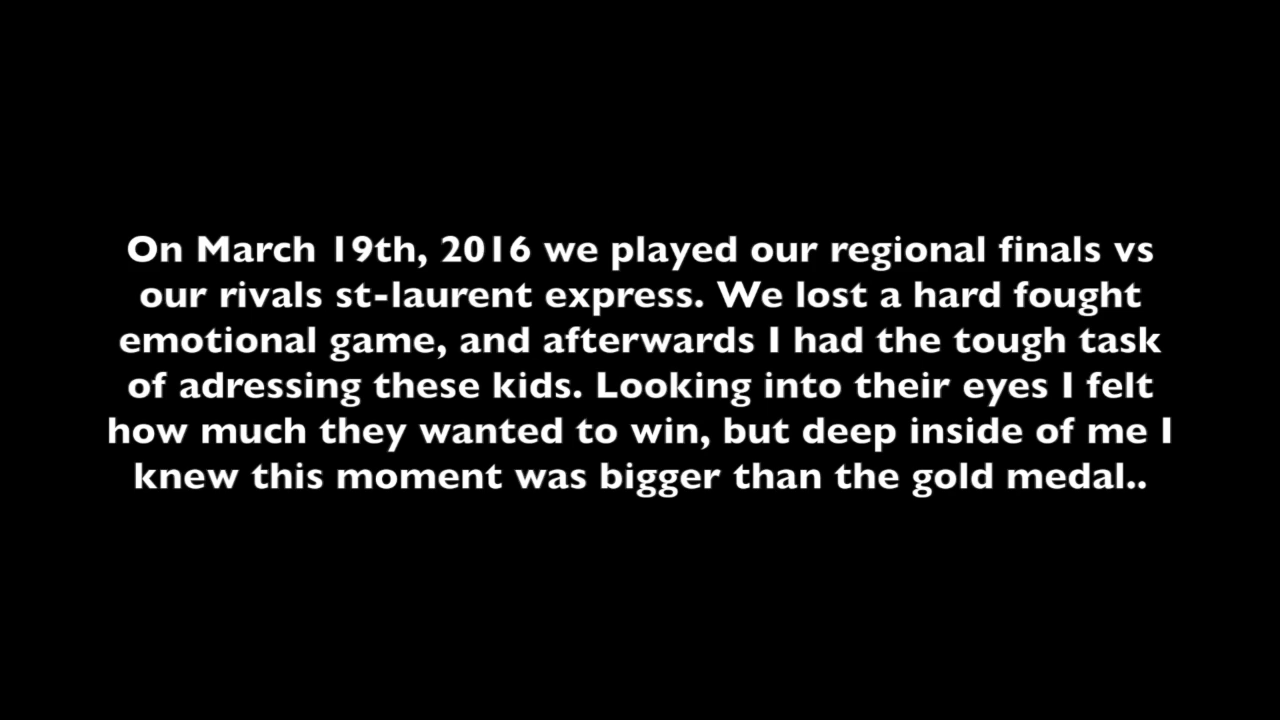 On March 19th, 2016 we played our regional finals vs
our rivals st-laurent express. We lost a hard fought
emotional game, and afterwards I had the tough task
of adressing these kids. Looking into their eyes I felt
how much they wanted to win, but deep inside of me I
knew this moment was bigger than the gold medal..